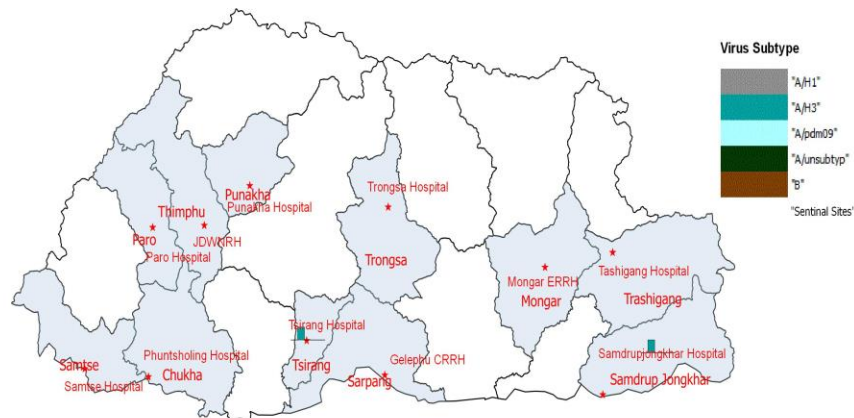 Virus Subtype
"A/H1"
"A/H3"
"A/pdm09"
"A/unsubtyp"
"B"
"Sentinal Sites"
Punakha
Punakha Hospital
Thimphu
JDWNRH
Paro
Paro Hospital
Trongsa Hospital
Trongsa
Mongar ERRH
Mongar
Tashigang Hospital
Trashigang
Tsirang Hospital
Tsirang
Gelephu CRRH
Sarpang
Samdrupjongkhar Hospital
Samdrup Jongkhar
Phuntsholing Hospital
Chukha
Samtse
Samtse Hospital